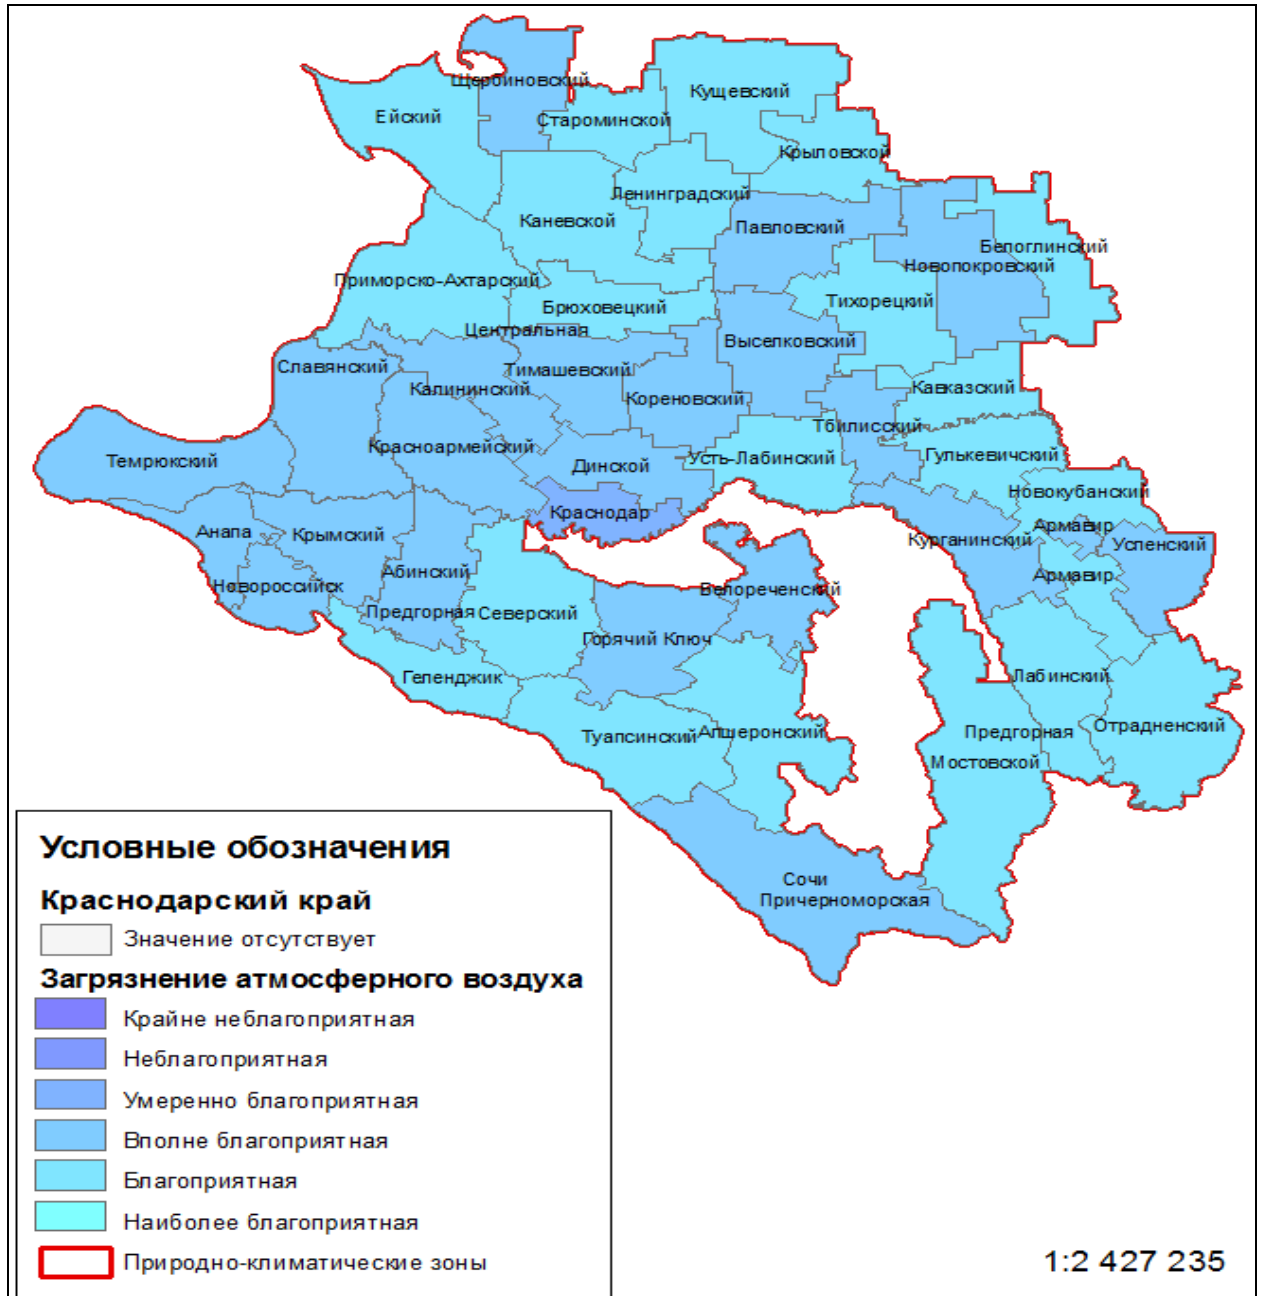 Щербиновский
Кущевский
Ейский
Староминской
Крыловской
Ленинградский
Каневской
Павловский
Белоглинский
Новопокровский
Приморско-Ахтарский
Тихорецкий
Брюховецкий
Центральная
Выселковский
Славянский
Тимашевский
Калининский
Кавказский
Кореновский
Тбилисский
Красноармейский
Гулькевичский
Усть-Лабинский
Темрюкский
Динской
Новокубанский
Краснодар
Армавир
Анапа
Крымский
Курганинский
Успенский
Абинский
Армавир
Новороссийск
Белореченский
Предгорная
Северский
Горячий Ключ
Геленджик
Лабинский
Отрадненский
Туапсинский
Апшеронский
Предгорная
Мостовской
Сочи
Причерноморская
Условные обозначения
Краснодарский край
Значение отсутствует
Загрязнение атмосферного воздуха
Крайне неблагоприятная
Неблагоприятная
Умеренно благоприятная
Вполне благоприятная
Благоприятная
Наиболее благоприятная
Природно-климатические зоны
1:2 427 235